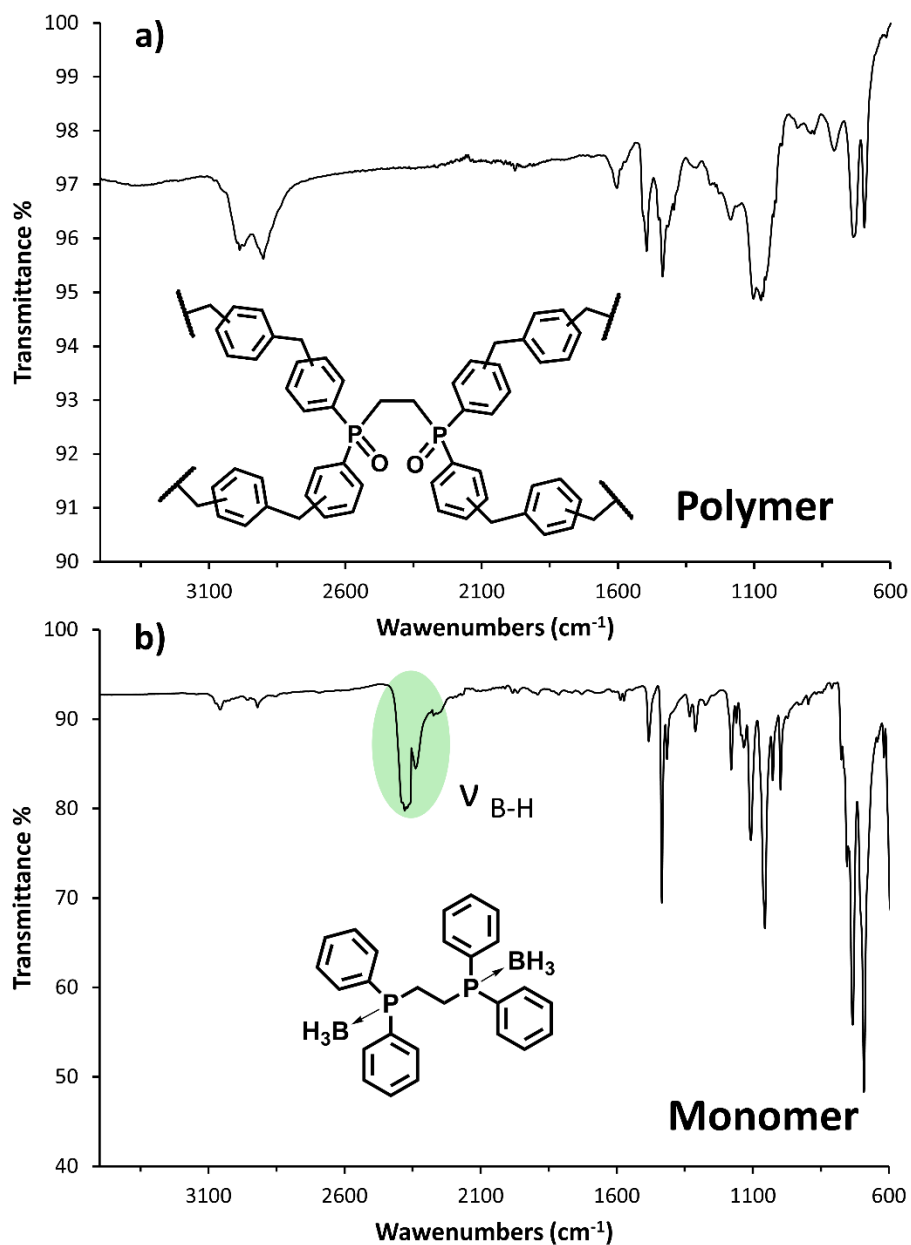 a)
Transmittance %
100
99
98
97
96
95
94
93
92
91
90
P
O
P
O
Polymer
3100
2600
2100
1600
1100
600
Wawenumbers (cm⁻¹)
b)
Transmittance %
100
90
80
70
60
50
40
ν B-H
P
BH₃
P
H₃B
Monomer
3100
2600
2100
1600
1100
600
Wawenumbers (cm⁻¹)